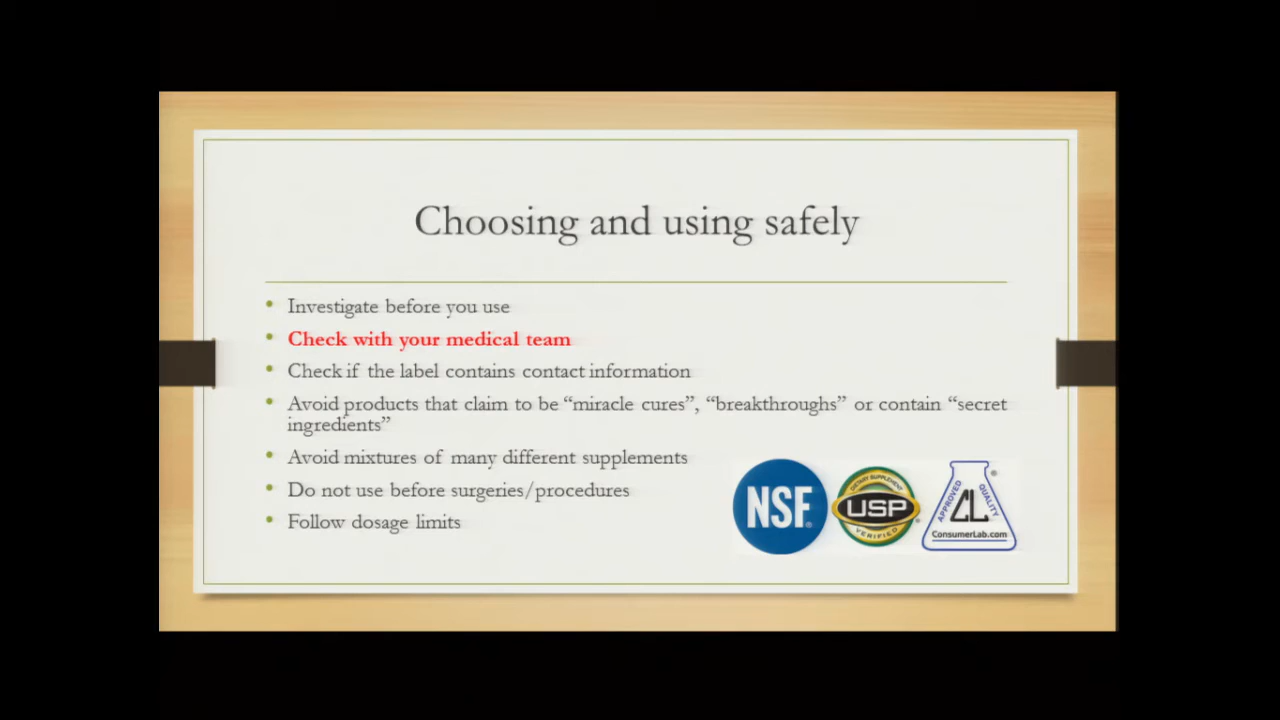 Choosing and using safely
• Investigate before you use
• Check with your medical team
• Check if the label contains contact information
• Avoid products that claim to be “miracle cures”, “breakthroughs” or contain “secret
ingredients”
• Avoid mixtures of many different supplements
• Do not use before surgeries/procedures
• Follow dosage limits
NSF®
DIETARY SUPPLEMENT
USP®
VERIFIED
APPROVED QUALITY®
CL
ConsumerLab.com